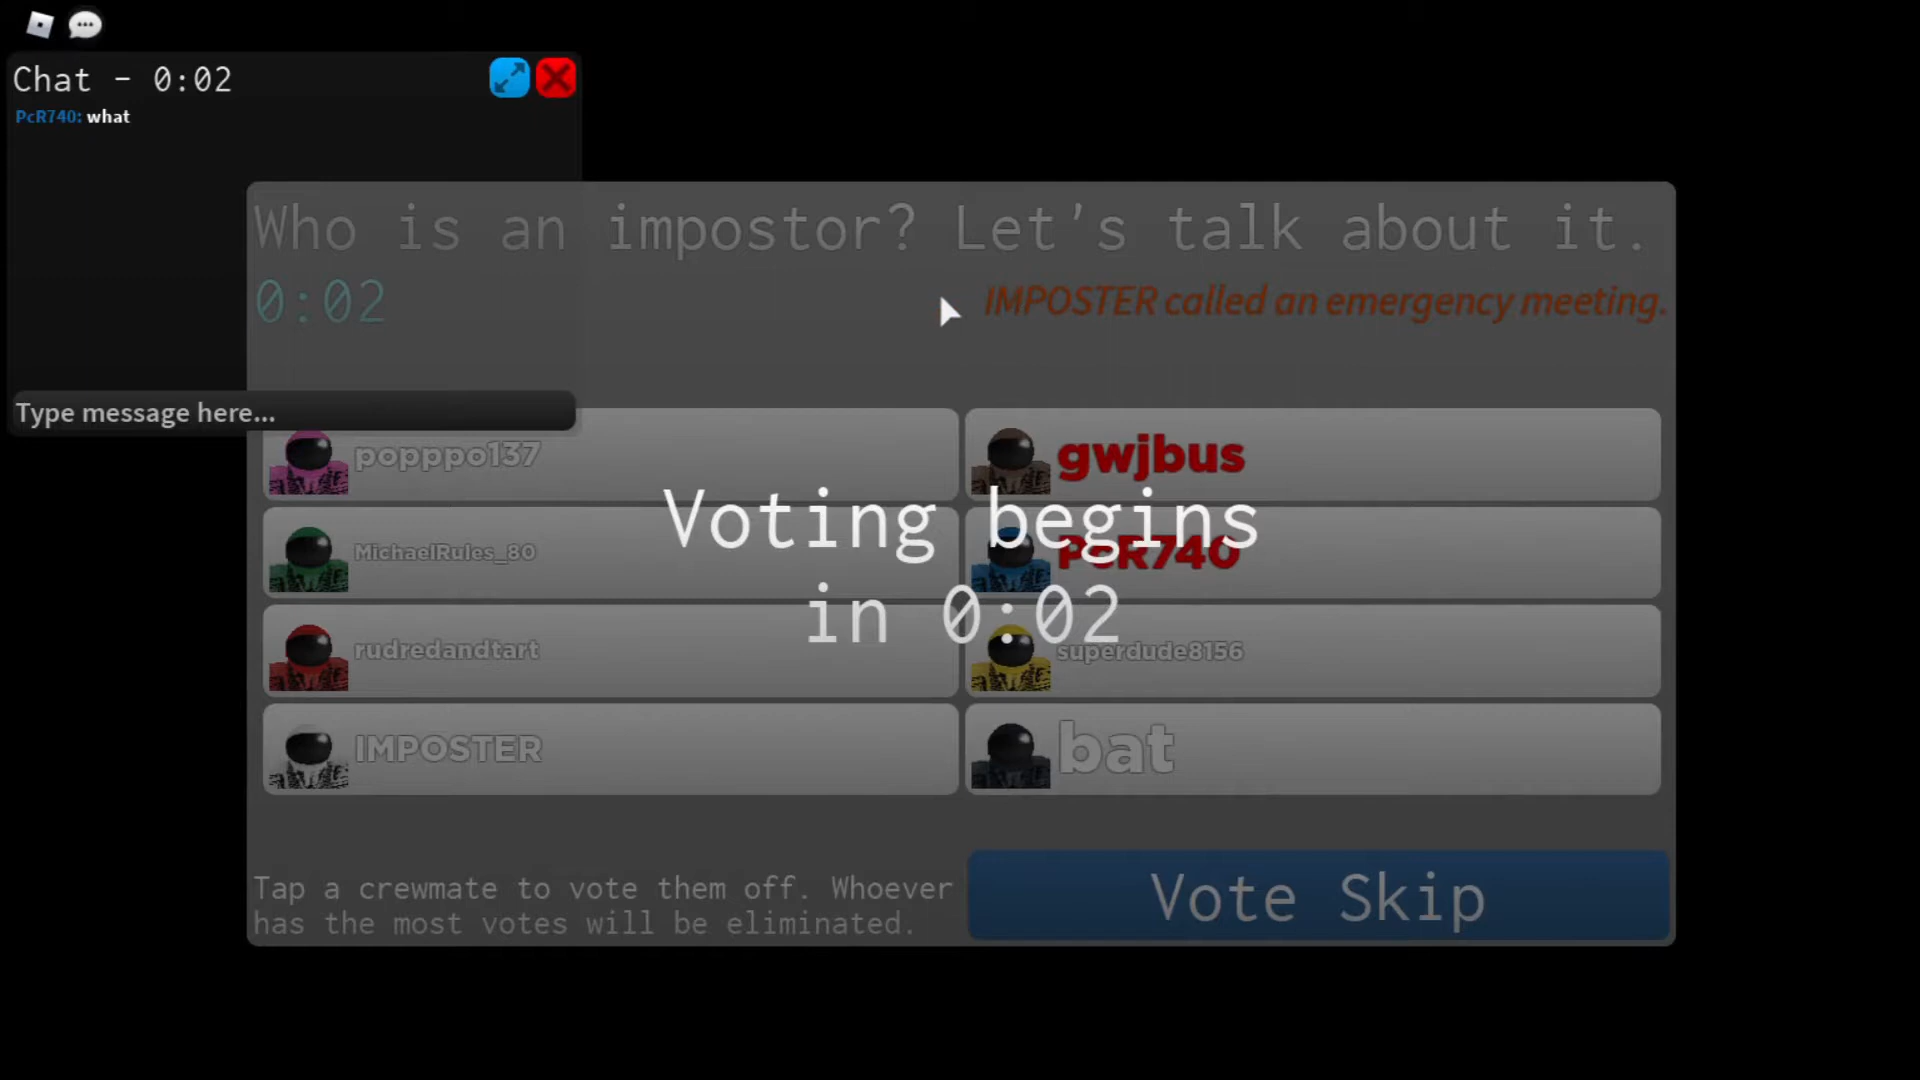 Chat - 0:02
PcR740: what
Who is an impostor? Let's talk about it.
0:02
IMPOSTER called an emergency meeting.
Type message here...
popppo137
gwjbus
Voting begins
in 0:02
MichaelRules_80
PcR740
rudredandtart
superdude8156
IMPOSTER
bat
Tap a crewmate to vote them off. Whoever
has the most votes will be eliminated.
Vote Skip